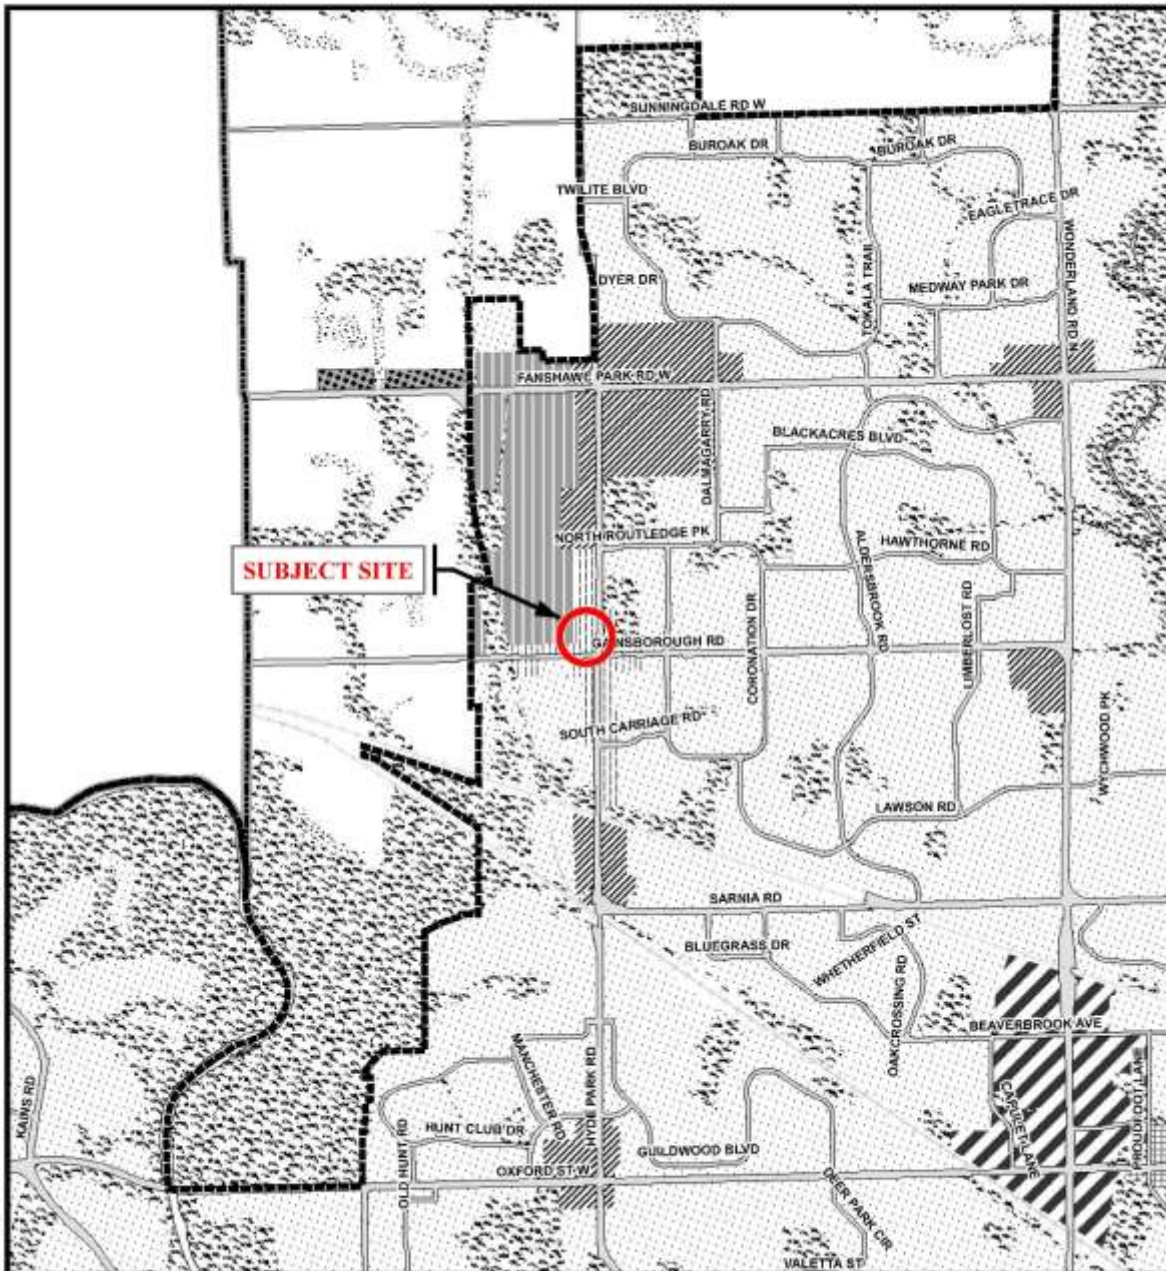 SUNNINGDALE RD W
BUROAK DR
BUROAK DR
TWILITE BLVD
EAGLETRACE DR
WONDERLAND RD N
DYER DR
TOKALA TRAIL
MEDWAY PARK DR
FANSHAWE PARK RD W
DALMAGARRY RD
BLACKACRES BLVD
NORTH ROUTLEDGE PK
ALDERSBROOK RD
HAWTHORNE RD
SUBJECT SITE
GAINSBOROUGH RD
CORONATION DR
LIMBERLOST RD
SOUTH CARRIAGE RD
WYCHWOOD PK
LAWSON RD
SARNIA RD
BLUEGRASS DR
WHETHERFIELD ST
OAKCROSSING RD
BEAVERBROOK AVE
KAINS RD
MANCHESTER RD
HYDE PARK RD
CAPULET LANE
PROUDFOOT LANE
OLD HUNT RD
HUNT CLUB DR
GUILDWOOD BLVD
OXFORD ST W
DEER PARK CIR
VALETTA ST